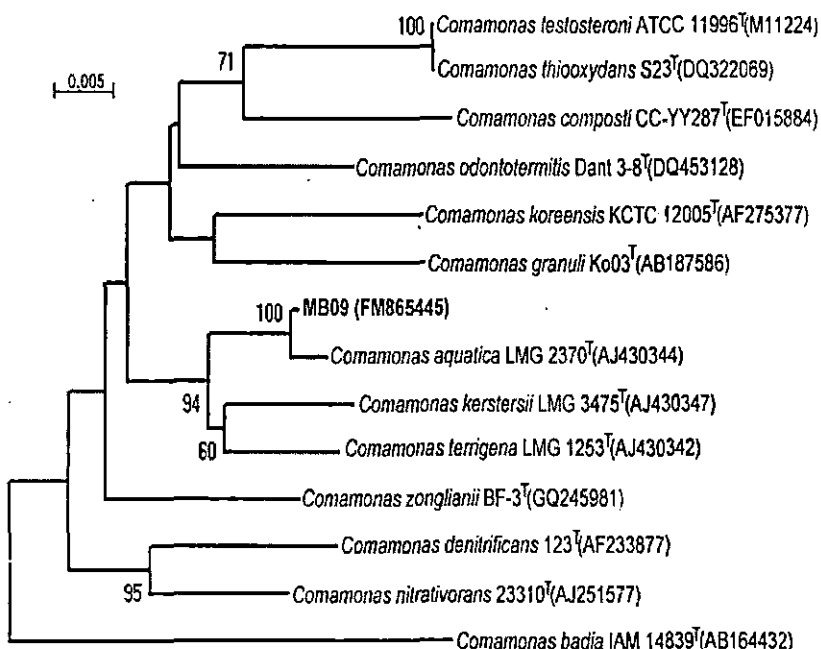 100 Comamonas testosteroni ATCC 11996T(M11224)
71
0.005
Comamonas thiooxydans S23T(DQ322069)
Comamonas composti CC-YY287T(EF015884)
Comamonas odontotermitis Dant 3-8T(DQ453128)
Comamonas koreensis KCTC 12005T(AF275377)
Comamonas granuli Ko03T(AB187586)
100 MB09 (FM865445)
Comamonas aquatica LMG 2370T(AJ430344)
94
Comamonas kerstersii LMG 3475T(AJ430347)
60
Comamonas terrigena LMG 1253T(AJ430342)
Comamonas zonglianii BF-3T(GQ245981)
Comamonas denitrificans 123T(AF233877)
95
Comamonas nitrativorans 23310T(AJ251577)
Comamonas badia IAM 14839T(AB164432)